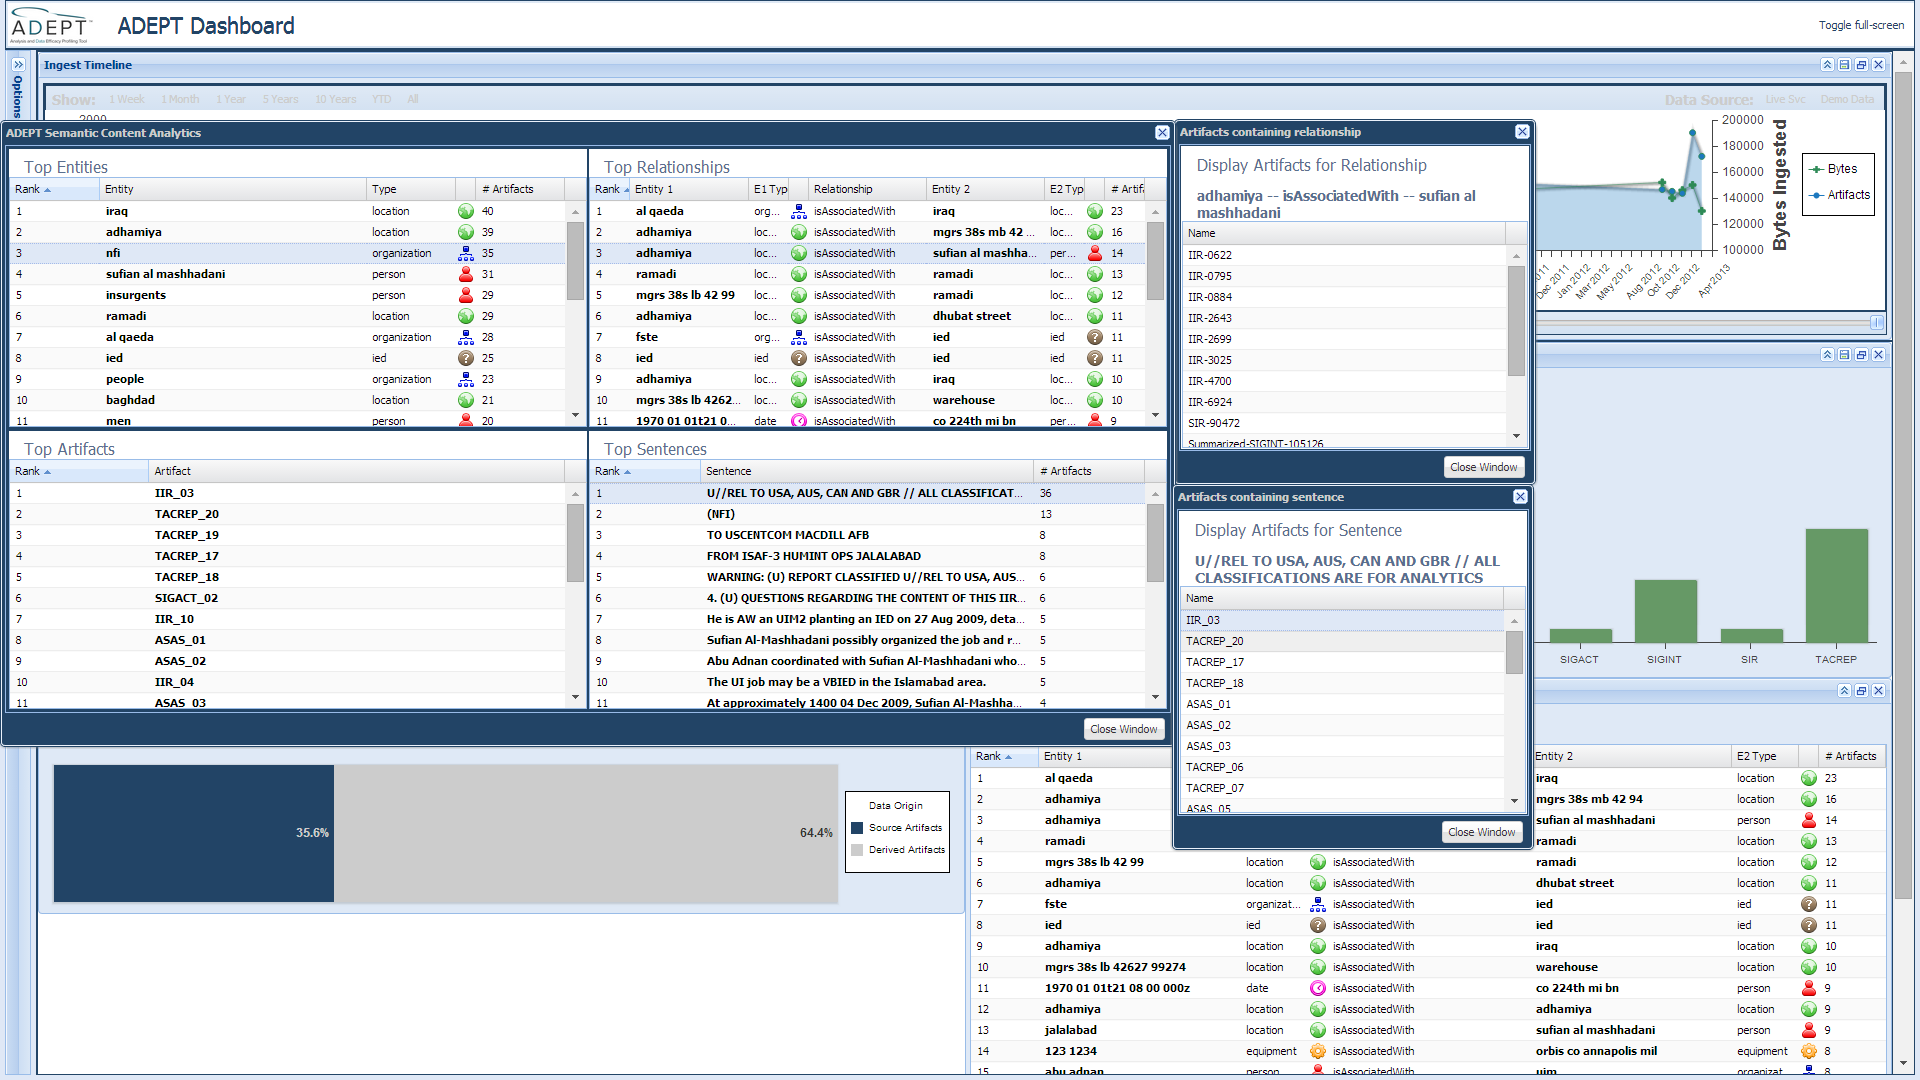 ADEPT
Analysis and Data Efficacy Profiling Tool
ADEPT Dashboard
Toggle full-screen
Options
Ingest Timeline
Show: 1 Week 1 Month 1 Year 5 Years 10 Years YTD All
Data Source: Live Svc Demo Data
2000
ADEPT Semantic Content Analytics
Top Entities
Rank Entity Type # Artifacts
1 iraq location 40
2 adhamiya location 39
3 nfi organization 35
4 sufian al mashhadani person 31
5 insurgents person 29
6 ramadi location 29
7 al qaeda organization 28
8 ied ied 25
9 people organization 23
10 baghdad location 21
11 men person 20
Top Relationships
Rank Entity 1 E1 Typ Relationship Entity 2 E2 Typ # Artif
1 al qaeda org... isAssociatedWith iraq loc... 23
2 adhamiya loc... isAssociatedWith mgrs 38s mb 42 ... loc... 16
3 adhamiya loc... isAssociatedWith sufian al mashha... per... 14
4 ramadi loc... isAssociatedWith ramadi loc... 13
5 mgrs 38s lb 42 99 loc... isAssociatedWith ramadi loc... 12
6 adhamiya loc... isAssociatedWith dhubat street loc... 11
7 fste org... isAssociatedWith ied ied 11
8 ied ied isAssociatedWith ied ied 11
9 adhamiya loc... isAssociatedWith iraq loc... 10
10 mgrs 38s lb 4262... loc... isAssociatedWith warehouse loc... 10
11 1970 01 01t21 0... date isAssociatedWith co 224th mi bn per... 9
Top Artifacts
Rank Artifact
1 IIR_03
2 TACREP_20
3 TACREP_19
4 TACREP_17
5 TACREP_18
6 SIGACT_02
7 IIR_10
8 ASAS_01
9 ASAS_02
10 IIR_04
11 ASAS_03
Top Sentences
Rank Sentence # Artifacts
1 U//REL TO USA, AUS, CAN AND GBR // ALL CLASSIFICAT... 36
2 (NFI) 13
3 TO USCENTCOM MACDILL AFB 8
4 FROM ISAF-3 HUMINT OPS JALALABAD 8
5 WARNING: (U) REPORT CLASSIFIED U//REL TO USA, AUS... 6
6 4. (U) QUESTIONS REGARDING THE CONTENT OF THIS IIR... 6
7 He is AW an UIM2 planting an IED on 27 Aug 2009, deta... 5
8 Sufian Al-Mashhadani possibly organized the job and r... 5
9 Abu Adnan coordinated with Sufian Al-Mashhadani who... 5
10 The UI job may be a VBIED in the Islamabad area. 5
11 At approximately 1400 04 Dec 2009, Sufian Al-Mashha... 4
Close Window
Artifacts containing relationship
Display Artifacts for Relationship
adhamiya -- isAssociatedWith -- sufian al
mashhadani
Name
IIR-0622
IIR-0795
IIR-0884
IIR-2643
IIR-2699
IIR-3025
IIR-4700
IIR-6924
SIR-90472
Summarized-SIGINT-105126
Close Window
Artifacts containing sentence
Display Artifacts for Sentence
U//REL TO USA, AUS, CAN AND GBR // ALL
CLASSIFICATIONS ARE FOR ANALYTICS
Name
IIR_03
TACREP_20
TACREP_17
TACREP_18
ASAS_01
ASAS_02
ASAS_03
TACREP_06
TACREP_07
ASAS_05
Close Window
200000
180000
160000
140000
120000
100000
Bytes Ingested
Bytes
Artifacts
2011 Dec 2011 Jan 2012 Mar 2012 May 2012 Aug 2012 Oct 2012 Dec 2012 Apr 2013
SIGACT SIGINT SIR TACREP
35.6%
64.4%
Data Origin
Source Artifacts
Derived Artifacts
Rank Entity 1 Entity 2 E2 Type # Artifacts
1 al qaeda iraq location 23
2 adhamiya mgrs 38s mb 42 94 location 16
3 adhamiya sufian al mashhadani person 14
4 ramadi ramadi location 13
5 mgrs 38s lb 42 99 location isAssociatedWith ramadi location 12
6 adhamiya location isAssociatedWith dhubat street location 11
7 fste organizat... isAssociatedWith ied ied 11
8 ied ied isAssociatedWith ied ied 11
9 adhamiya location isAssociatedWith iraq location 10
10 mgrs 38s lb 42627 99274 location isAssociatedWith warehouse location 10
11 1970 01 01t21 08 00 000z date isAssociatedWith co 224th mi bn person 9
12 adhamiya location isAssociatedWith adhamiya location 9
13 jalalabad location isAssociatedWith sufian al mashhadani person 9
14 123 1234 equipment isAssociatedWith orbis co annapolis mil equipment 8
15 abu adnan person isAssociatedWith uim organizat 8